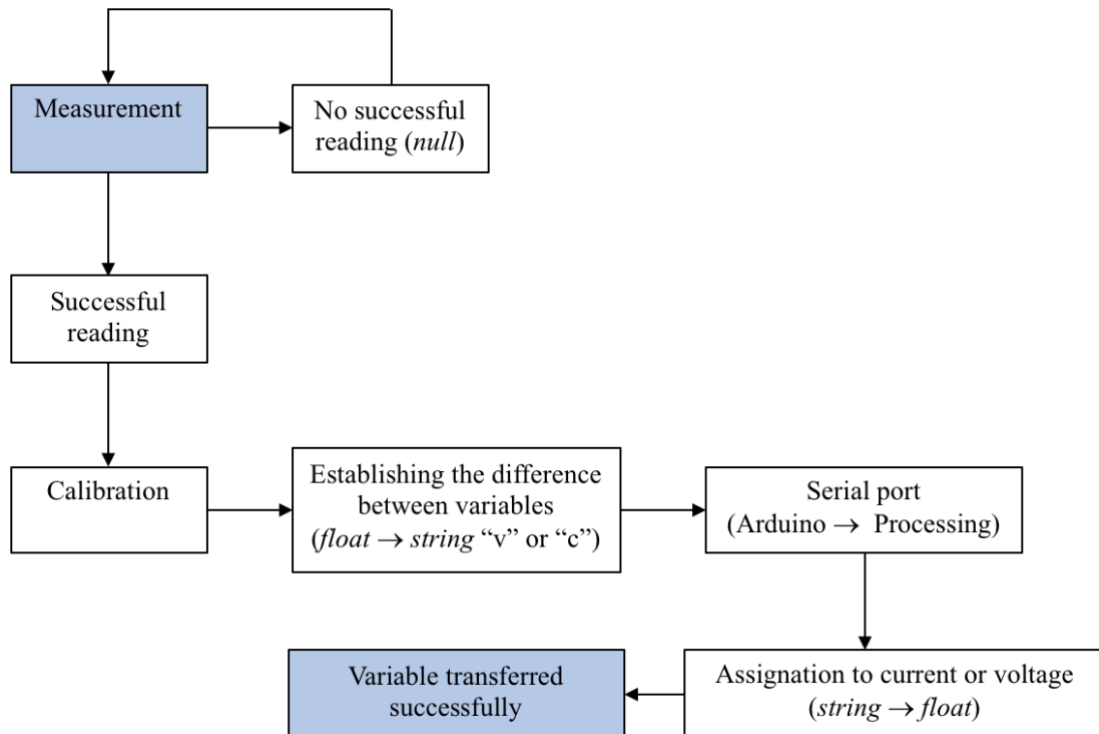 Measurement
No successful
reading (null)
Successful
reading
Calibration
Establishing the difference
between variables
(float → string “v” or “c”)
Serial port
(Arduino → Processing)
Variable transferred
successfully
Assignation to current or voltage
(string → float)